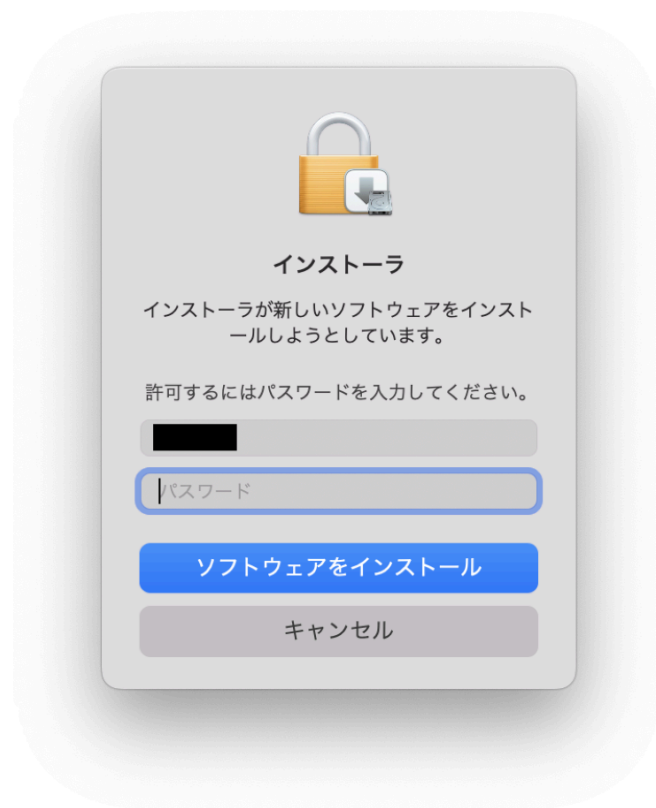 インストーラ
インストーラが新しいソフトウェアをインスト
ールしようとしています。
許可するにはパスワードを入力してください。
パスワード
ソフトウェアをインストール
キャンセル